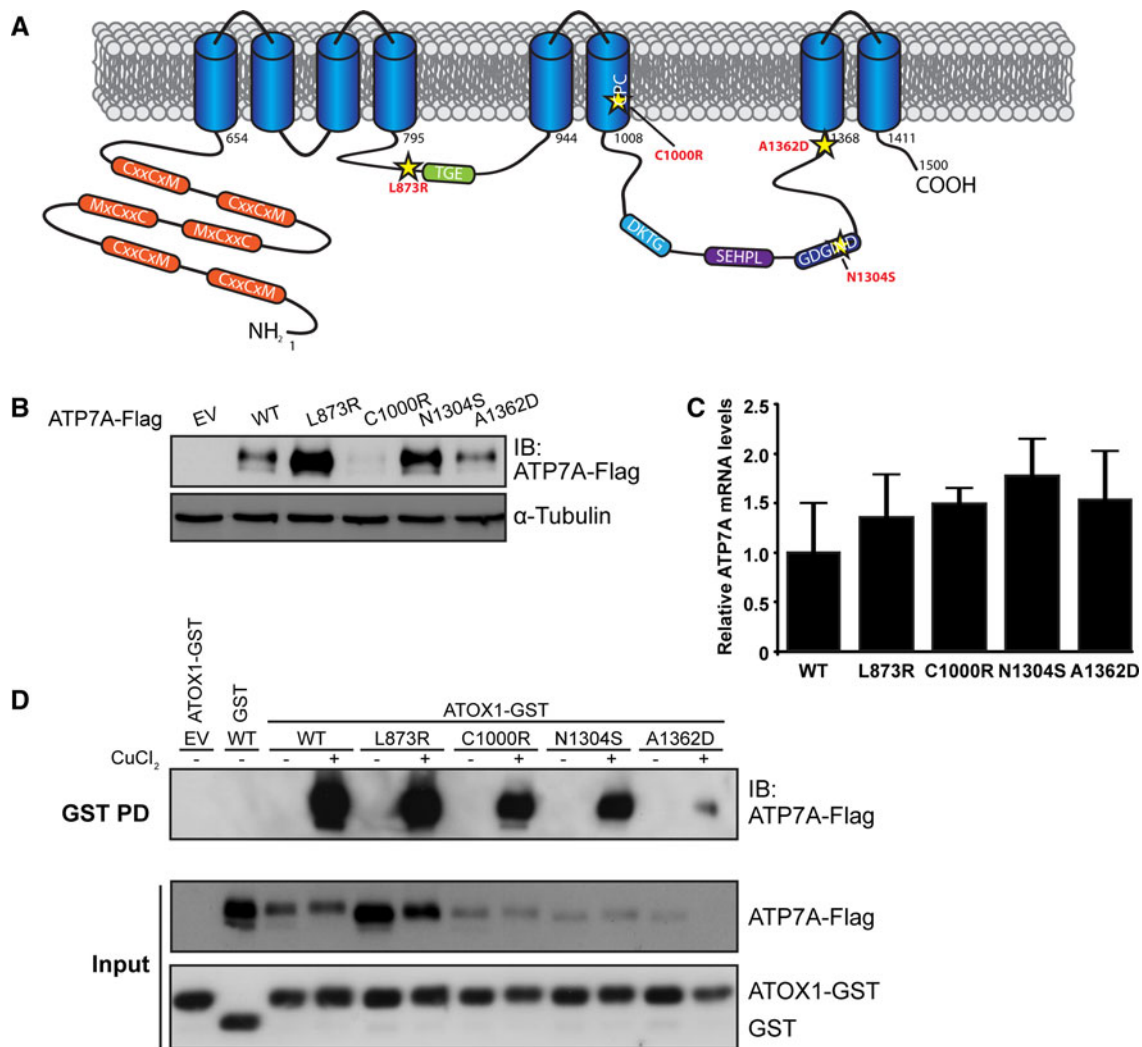 A
CPC
654
795
944
1008
1368
1411
1500
COOH
C1000R
A1362D
L873R
TGE
CxxCxM
CxxCxM
MxCxxC
MxCxxC
CxxCxM
CxxCxM
DKTG
SEHPL
N1304S
NH2
1
B
ATP7A-Flag EV WT L873R C1000R N1304S A1362D
IB:
ATP7A-Flag
α-Tubulin
C
Relative ATP7A mRNA levels
2.5
2.0
1.5
1.0
0.5
0
WT L873R C1000R N1304S A1362D
D
ATOX1-GST
GST
ATOX1-GST
EV WT WT L873R C1000R N1304S A1362D
CuCl2 - - - + - + - + - + - +
GST PD
IB:
ATP7A-Flag
Input
ATP7A-Flag
ATOX1-GST
GST